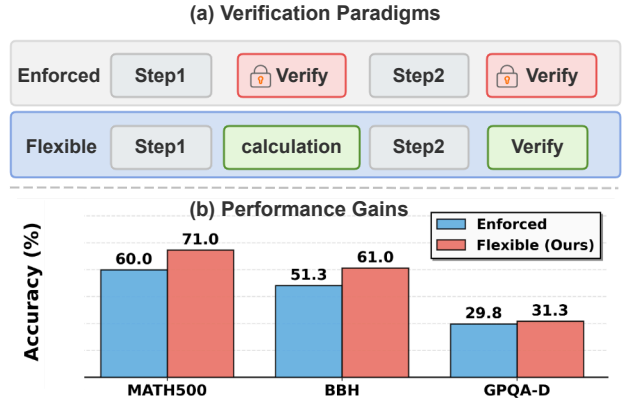 (a) Verification Paradigms
Enforced Step1 Verify Step2 Verify
Flexible Step1 calculation Step2 Verify
(b) Performance Gains
Enforced
Flexible (Ours)
Accuracy (%)
60.0 71.0 51.3 61.0 29.8 31.3
MATH500 BBH GPQA-D